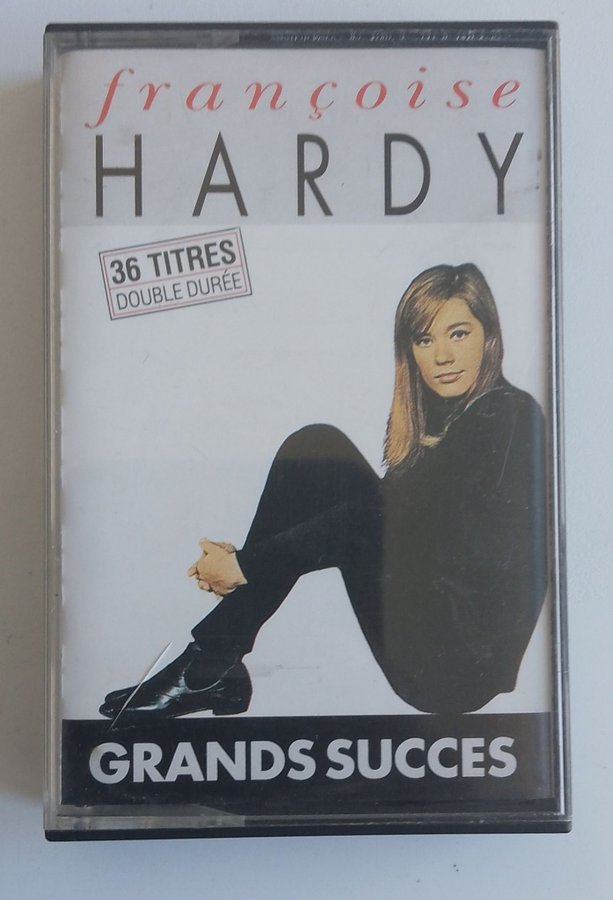 françoise
HARDY
36 TITRES
DOUBLE DURÉE
GRANDS SUCCES